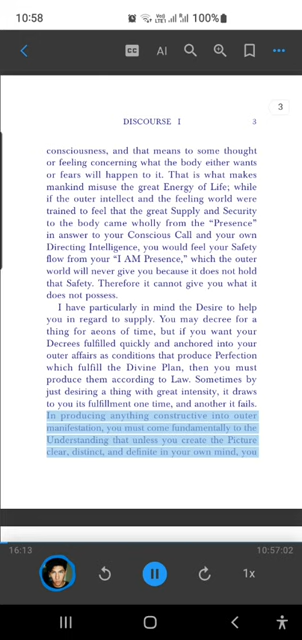 10:58
100%
CC
AI
3
DISCOURSE I
3
consciousness, and that means to some thought
or feeling concerning what the body either wants
or fears will happen to it. That is what makes
mankind misuse the great Energy of Life; while
if the outer intellect and the feeling world were
trained to feel that the great Supply and Security
to the body came wholly from the “Presence”
in answer to your Conscious Call and your own
Directing Intelligence, you would feel your Safety
flow from your “I AM Presence,” which the outer
world will never give you because it does not hold
that Safety. Therefore it cannot give you what it
does not possess.
I have particularly in mind the Desire to help
you in regard to supply. You may decree for a
thing for aeons of time, but if you want your
Decrees fulfilled quickly and anchored into your
outer affairs as conditions that produce Perfection
which fulfill the Divine Plan, then you must
produce them according to Law. Sometimes by
just desiring a thing with great intensity, it draws
to you its fulfillment one time, and another it fails.
In producing anything constructive into outer
manifestation, you must come fundamentally to the
Understanding that unless you create the Picture
clear, distinct, and definite in your own mind, you
16:13
10:57:02
1x